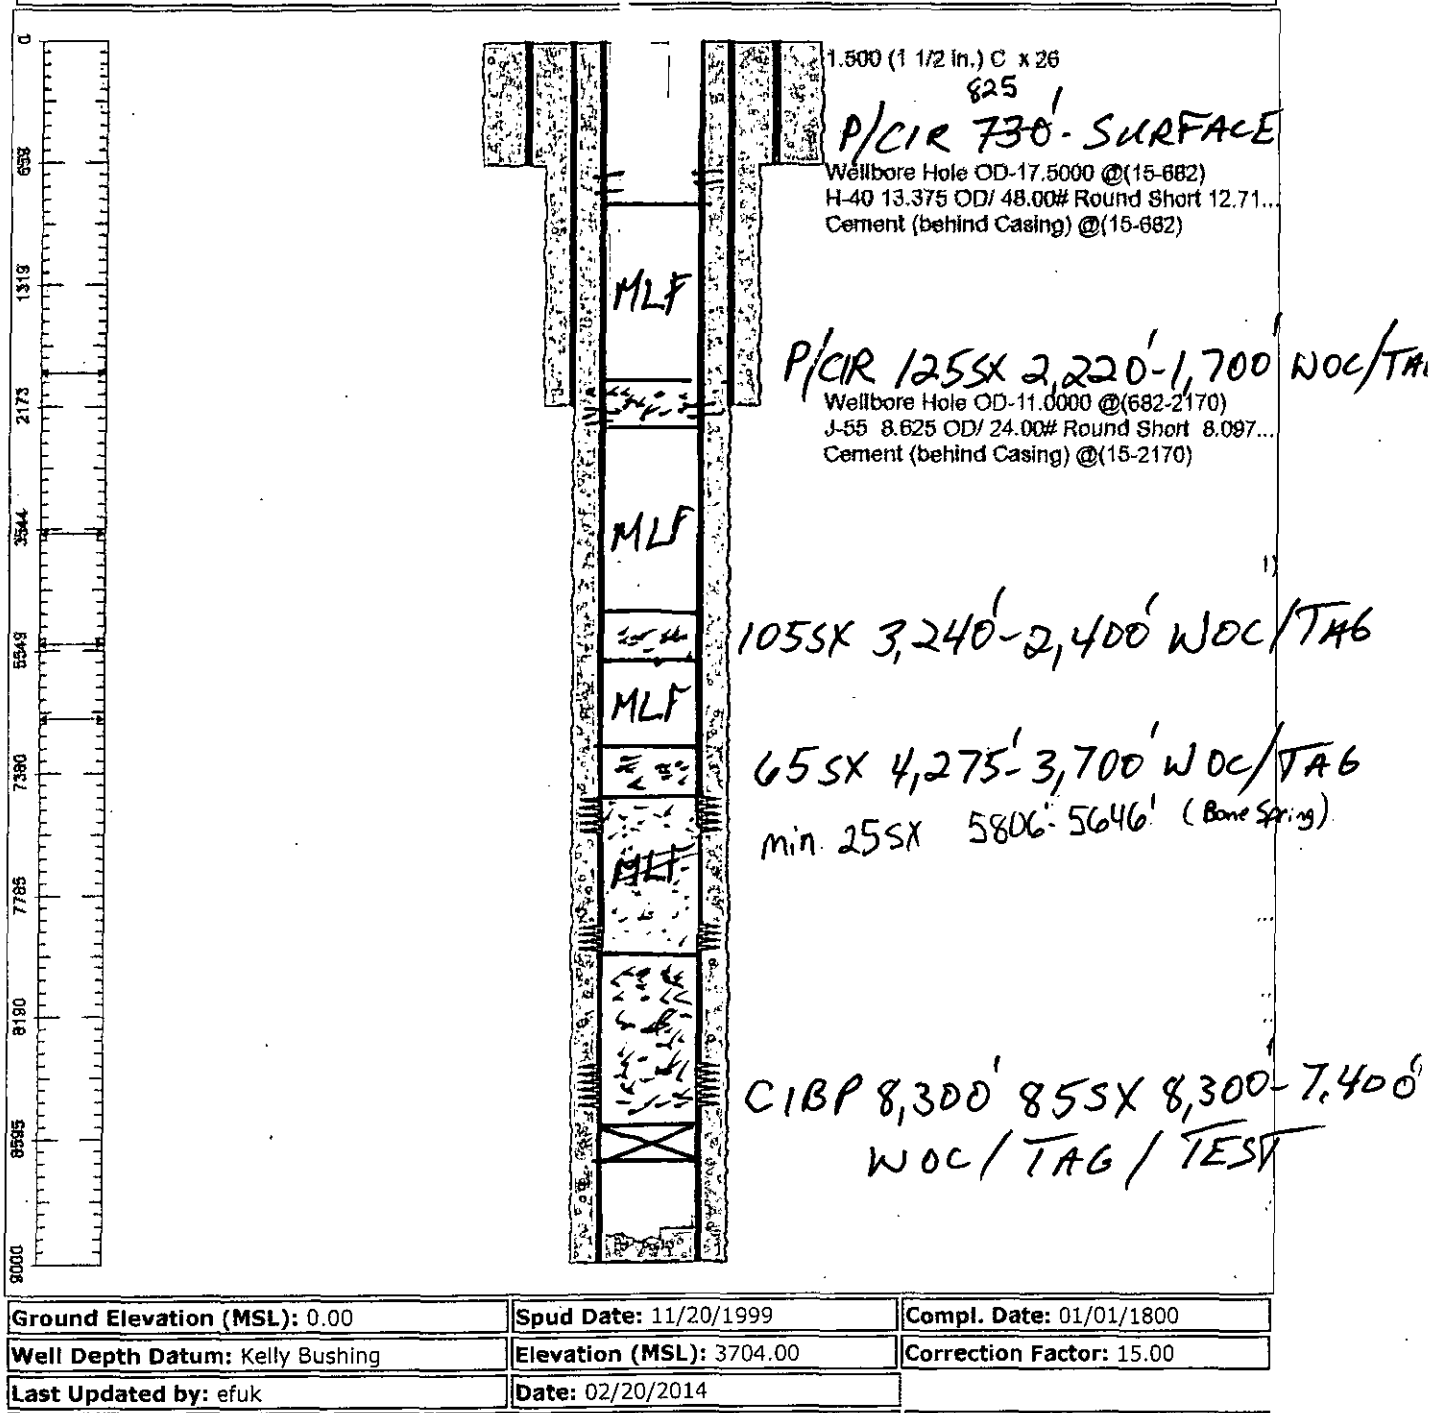 1.500 (1 1/2 in.) C x 26
825
P/CIR 730'- SURFACE
Wellbore Hole OD-17.5000 @(15-682)
H-40 13.375 OD/ 48.00# Round Short 12.71...
Cement (behind Casing) @(15-682)
MLF
P/CIR 125SX 2,220'-1,700' WOC/TA
Wellbore Hole OD-11.0000 @(682-2170)
J-55 8.625 OD/ 24.00# Round Short 8.097...
Cement (behind Casing) @(15-2170)
MLF
1)
105SX 3,240'-2,400' WOC/TAG
MLF
65SX 4,275'-3,700' WOC/TAG
min. 25SX 5806'-5646' (Bone Spring)
MLF
CIBP 8,300' 85SX 8,300-7,400'
WOC/TAG/TEST
0
658
1319
2173
3544
5549
7380
7785
8190
8595
9000
Ground Elevation (MSL): 0.00 Spud Date: 11/20/1999 Compl. Date: 01/01/1800
Well Depth Datum: Kelly Bushing Elevation (MSL): 3704.00 Correction Factor: 15.00
Last Updated by: efuk Date: 02/20/2014